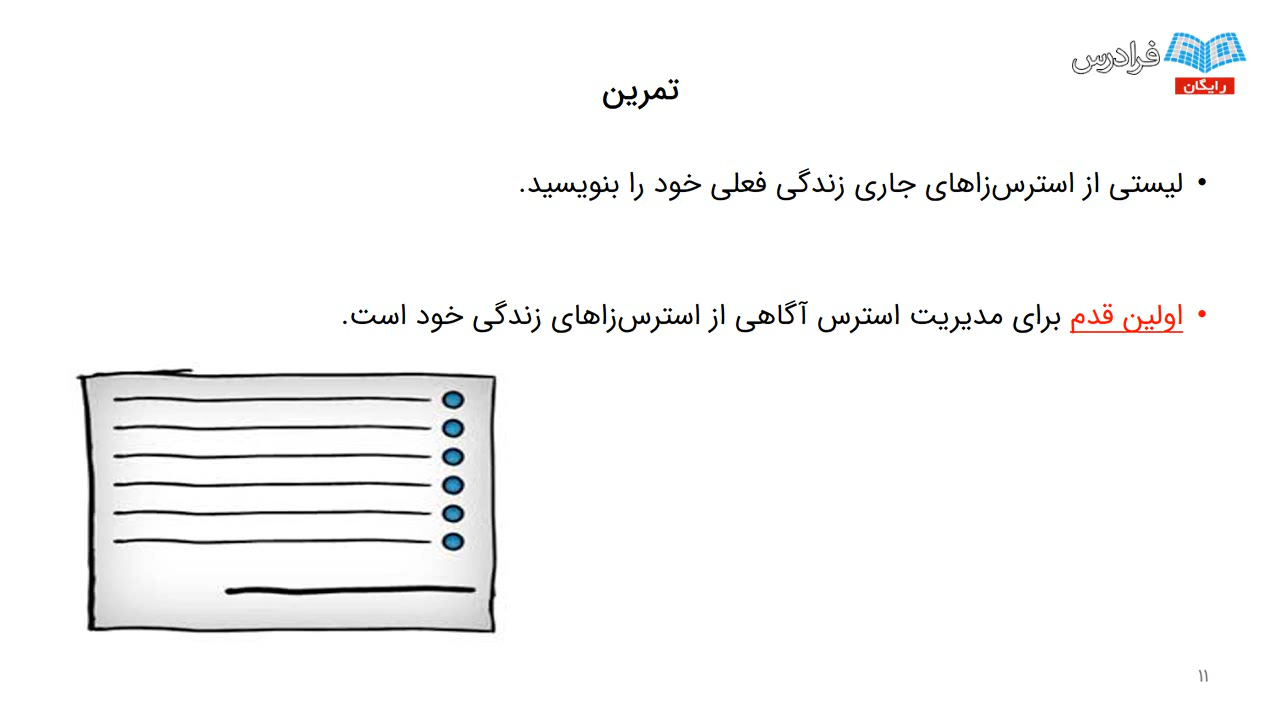 فرادرس
رایگان
تمرین
• لیستی از استرس‌زاهای جاری زندگی فعلی خود را بنویسید.
• اولین قدم برای مدیریت استرس آگاهی از استرس‌زاهای زندگی خود است.
۱۱